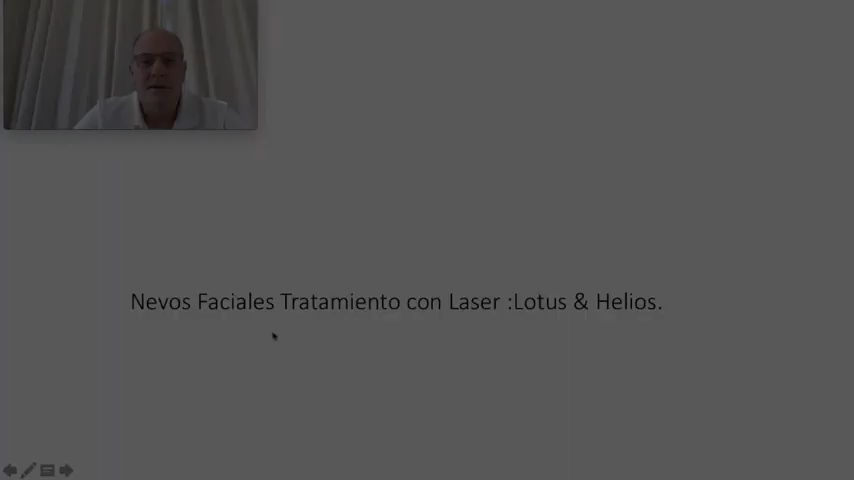 Nevos Faciales Tratamiento con Laser :Lotus & Helios.